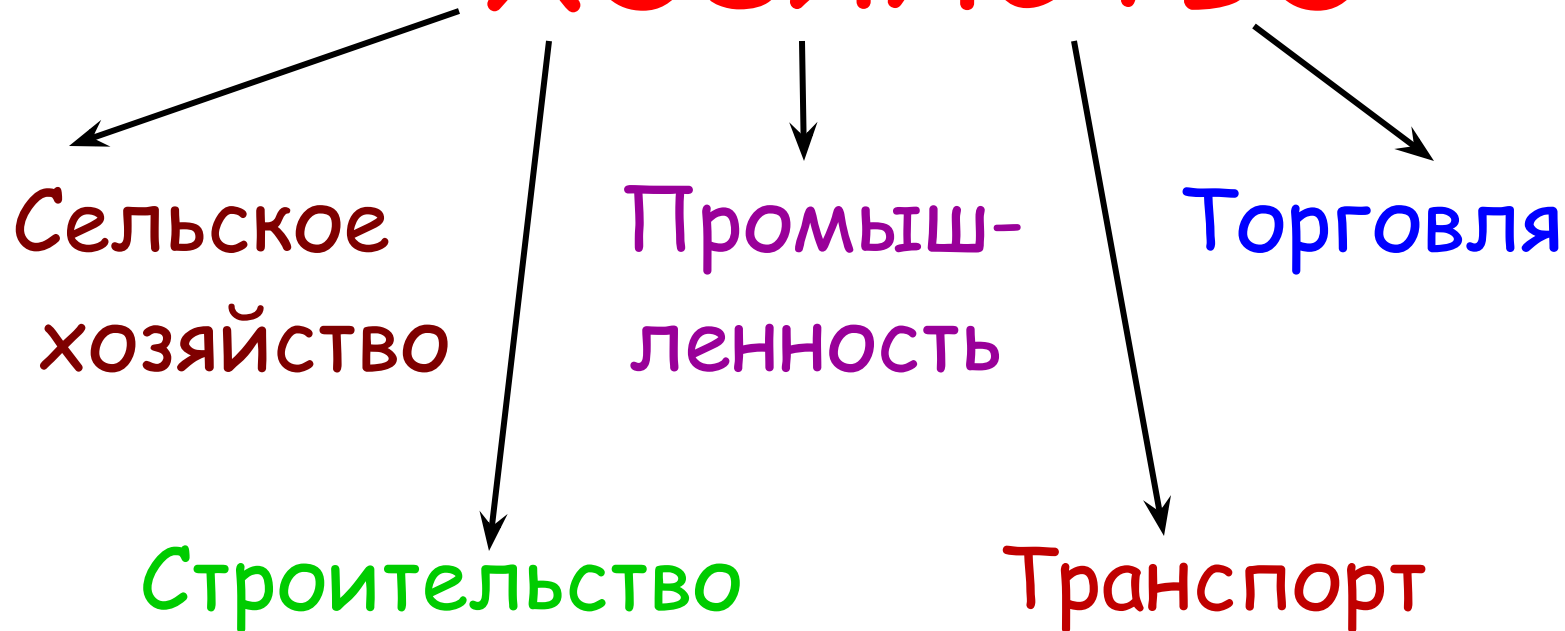 Сельское
хозяйство
Промыш-
ленность
Торговля
Строительство
Транспорт